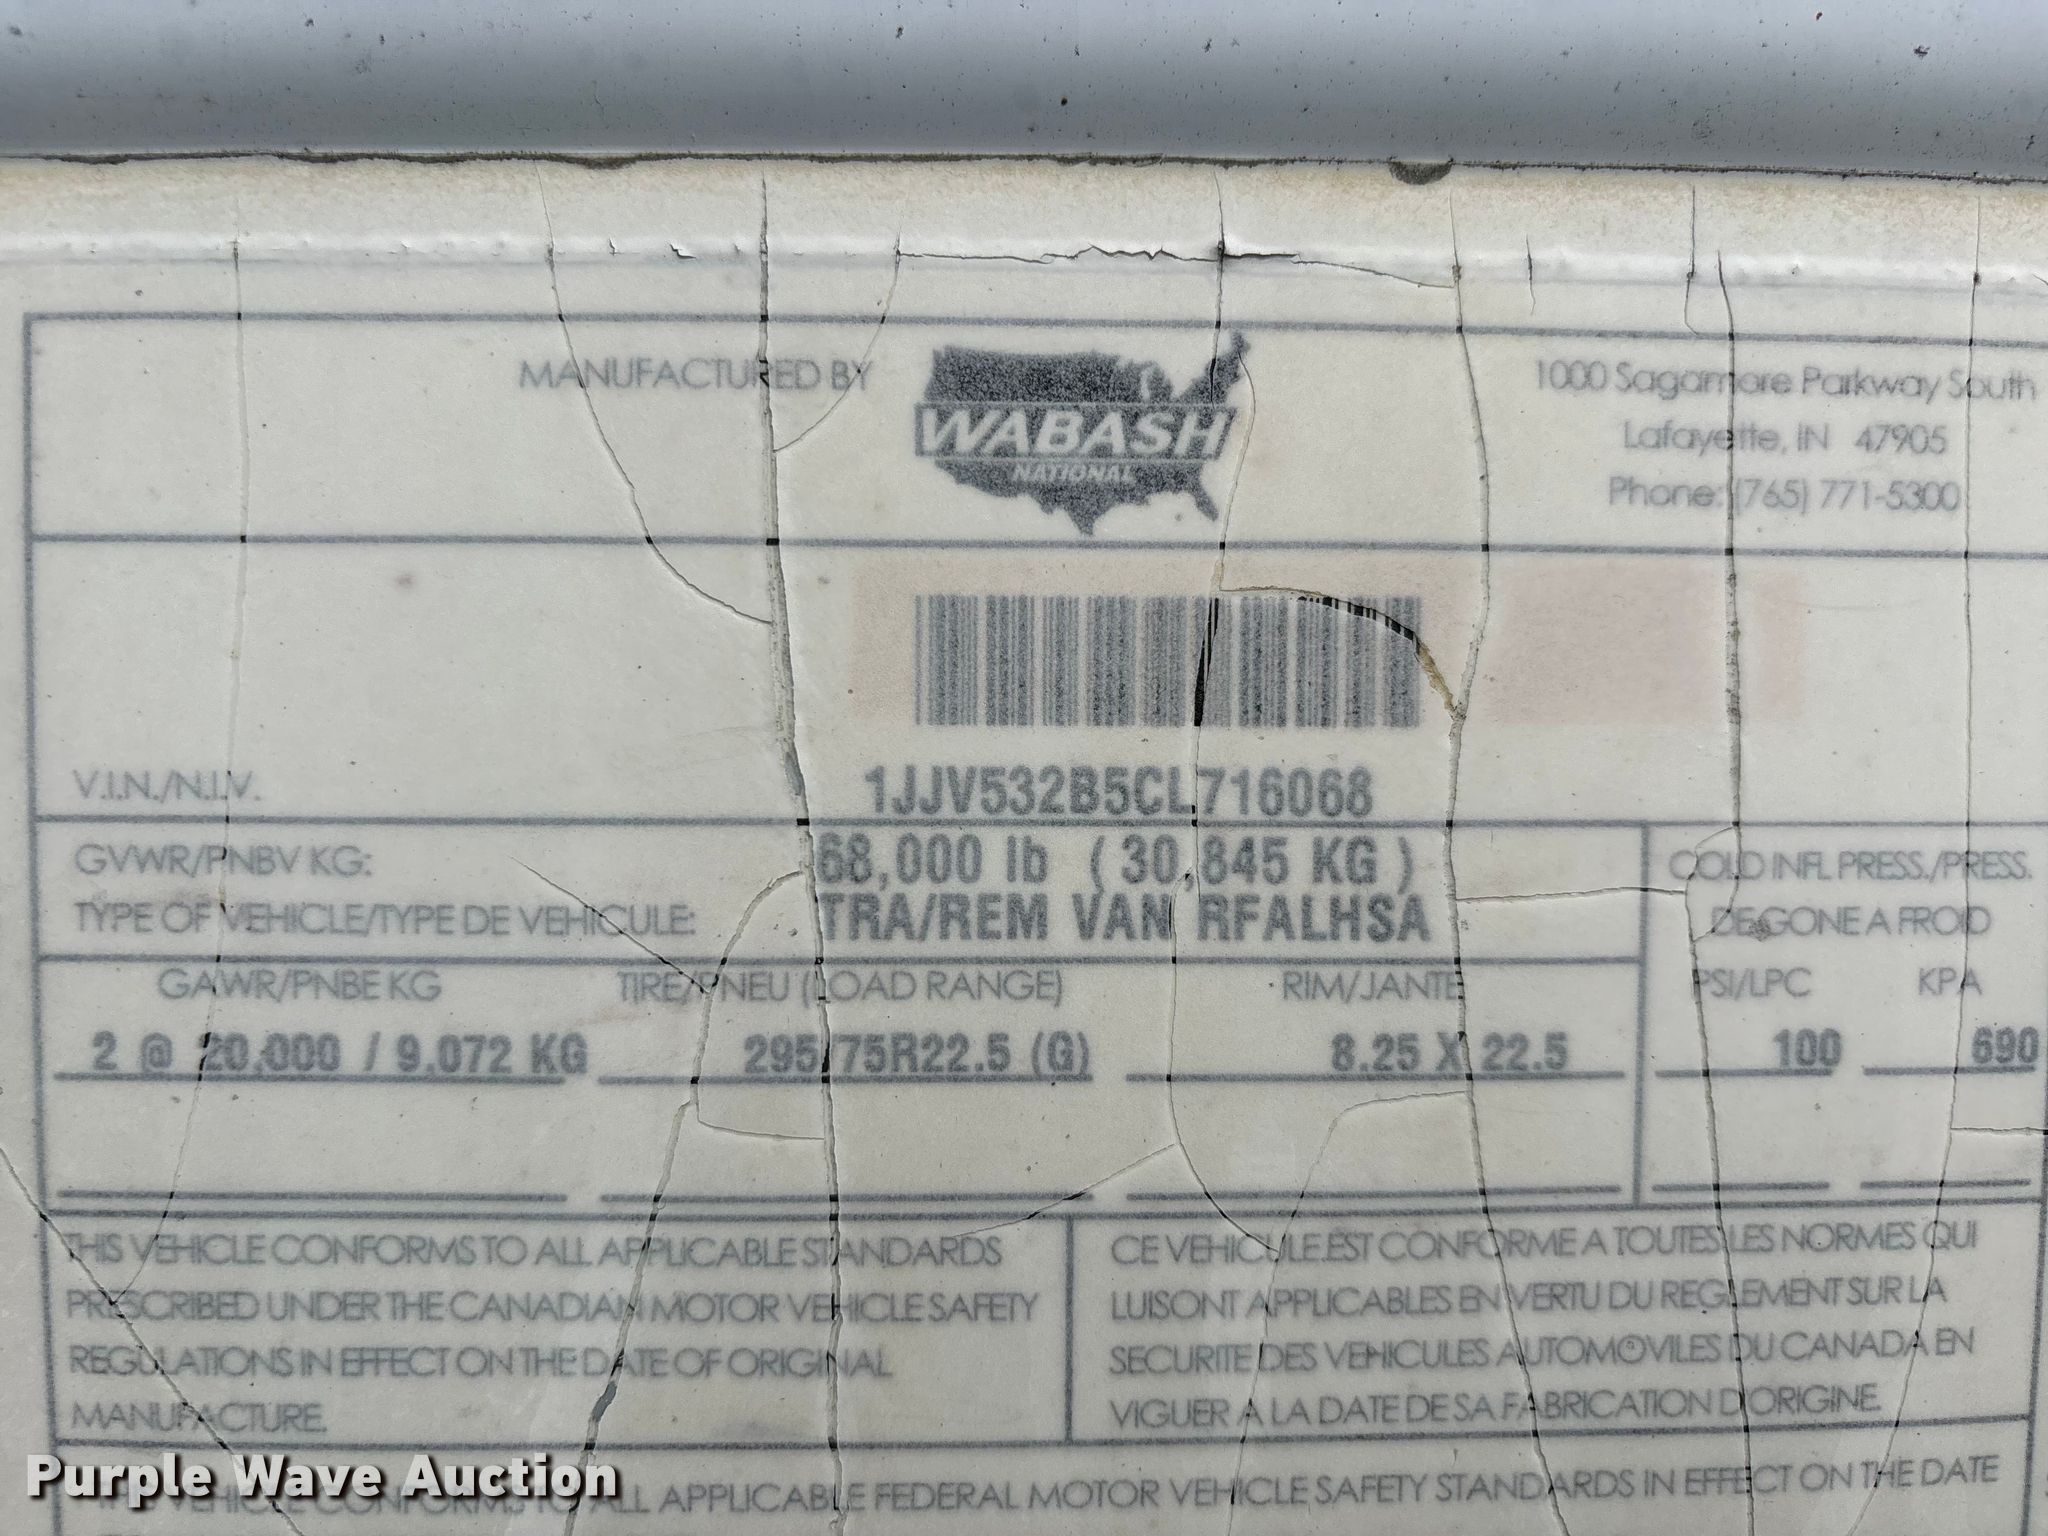 MANUFACTURED BY
WABASH
NATIONAL
1000 Sagamore Parkway South
Lafayette, IN 47905
Phone: (765) 771-5300
V.I.N./N.I.V. 1JJV532B5CL716068
GVWR/PNBV KG: 68,000 lb ( 30,845 KG )
TYPE OF VEHICLE/TYPE DE VEHICULE: TRA/REM VAN RFALHSA
COLD INFL PRESS./PRESS.
DE GONE A FROID
GAWR/PNBE KG TIRE/PNEU (LOAD RANGE) RIM/JANTE PSI/LPC KPA
2 @ 20,000 / 9,072 KG 295/75R22.5 (G) 8.25 X 22.5 100 690
THIS VEHICLE CONFORMS TO ALL APPLICABLE STANDARDS
PRESCRIBED UNDER THE CANADIAN MOTOR VEHICLE SAFETY
REGULATIONS IN EFFECT ON THE DATE OF ORIGINAL
MANUFACTURE.
CE VEHICULE EST CONFORME A TOUTES LES NORMES QUI
LUI SONT APPLICABLES EN VERTU DU REGLEMENT SUR LA
SECURITE DES VEHICULES AUTOMOVILES DU CANADA EN
VIGUER A LA DATE DE SA FABRICATION D'ORIGINE.
THIS VEHICLE CONFORMS TO ALL APPLICABLE FEDERAL MOTOR VEHICLE SAFETY STANDARDS IN EFFECT ON THE DATE
Purple Wave Auction